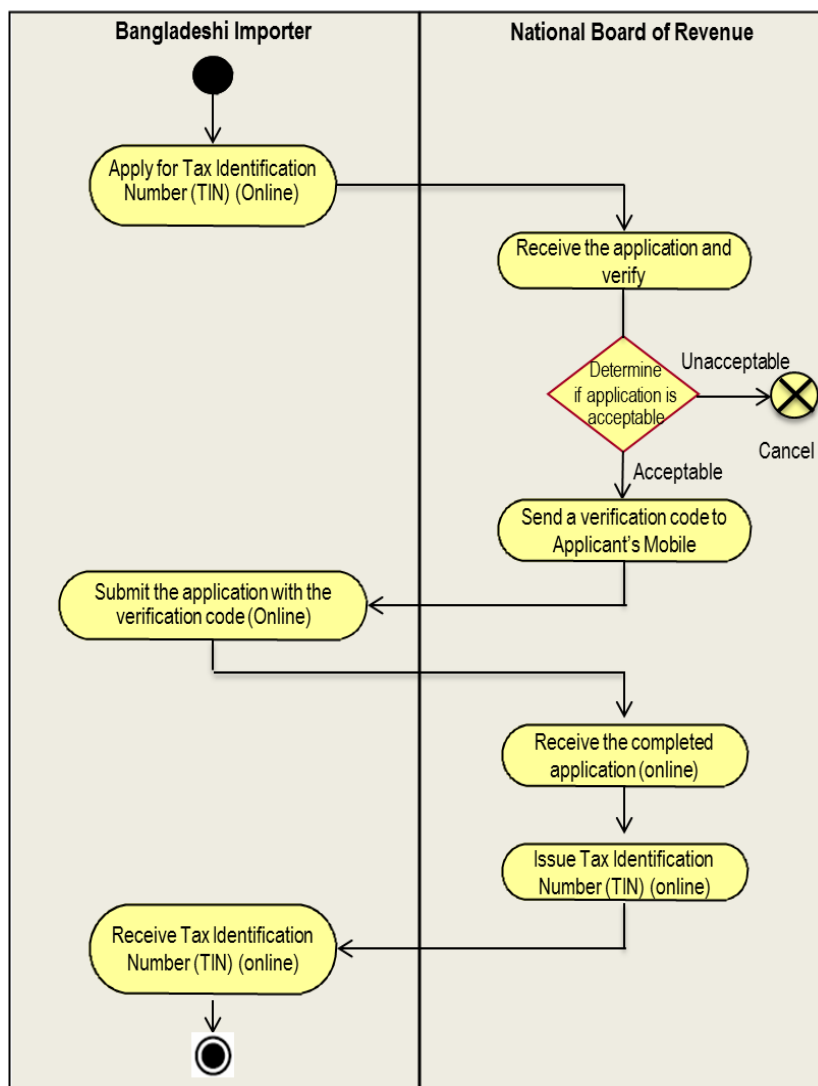 Bangladeshi Importer
National Board of Revenue
Apply for Tax Identification
Number (TIN) (Online)
Receive the application and
verify
Determine
if application is
acceptable
Unacceptable
Cancel
Acceptable
Send a verification code to
Applicant's Mobile
Submit the application with the
verification code (Online)
Receive the completed
application (online)
Issue Tax Identification
Number (TIN) (online)
Receive Tax Identification
Number (TIN) (online)